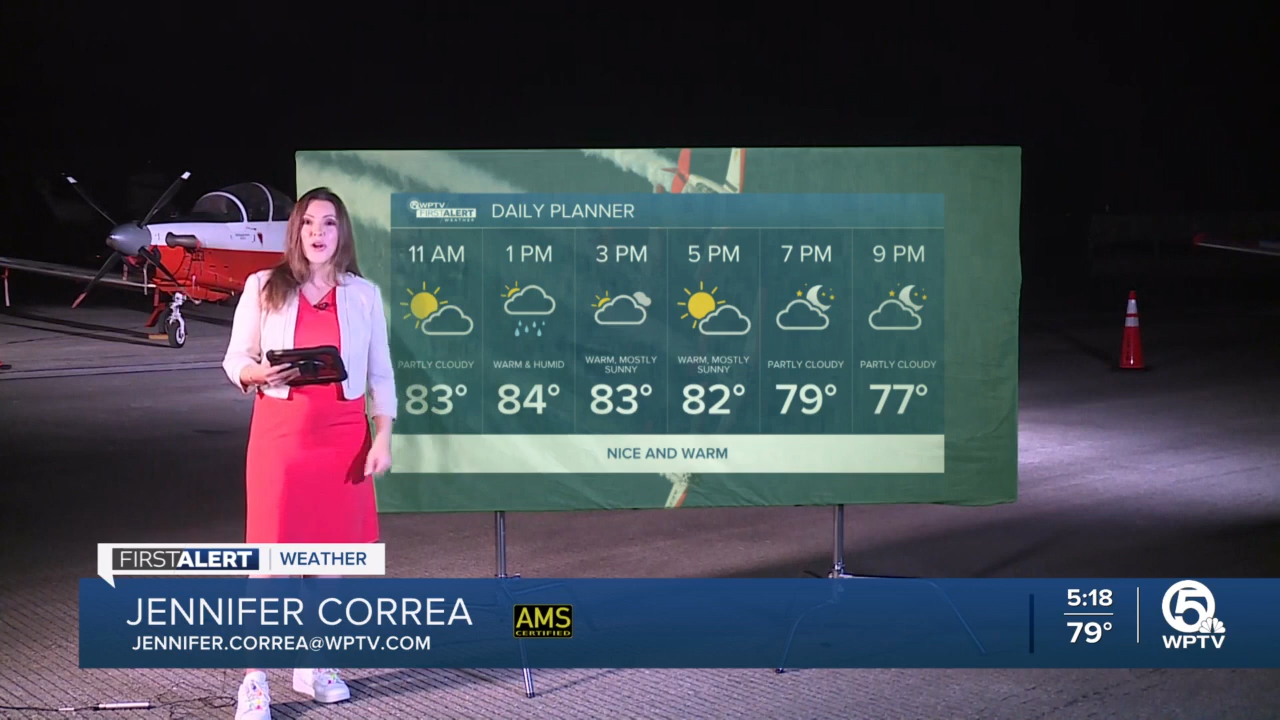 WPTV
FIRST ALERT
WEATHER
DAILY PLANNER
11 AM
1 PM
3 PM
5 PM
7 PM
9 PM
PARTLY CLOUDY
WARM & HUMID
WARM, MOSTLY
SUNNY
WARM, MOSTLY
SUNNY
PARTLY CLOUDY
PARTLY CLOUDY
83°
84°
83°
82°
79°
77°
NICE AND WARM
FIRSTALERT
WEATHER
JENNIFER CORREA
JENNIFER.CORREA@WPTV.COM
AMS
CERTIFIED
5:18
79°
5
WPTV